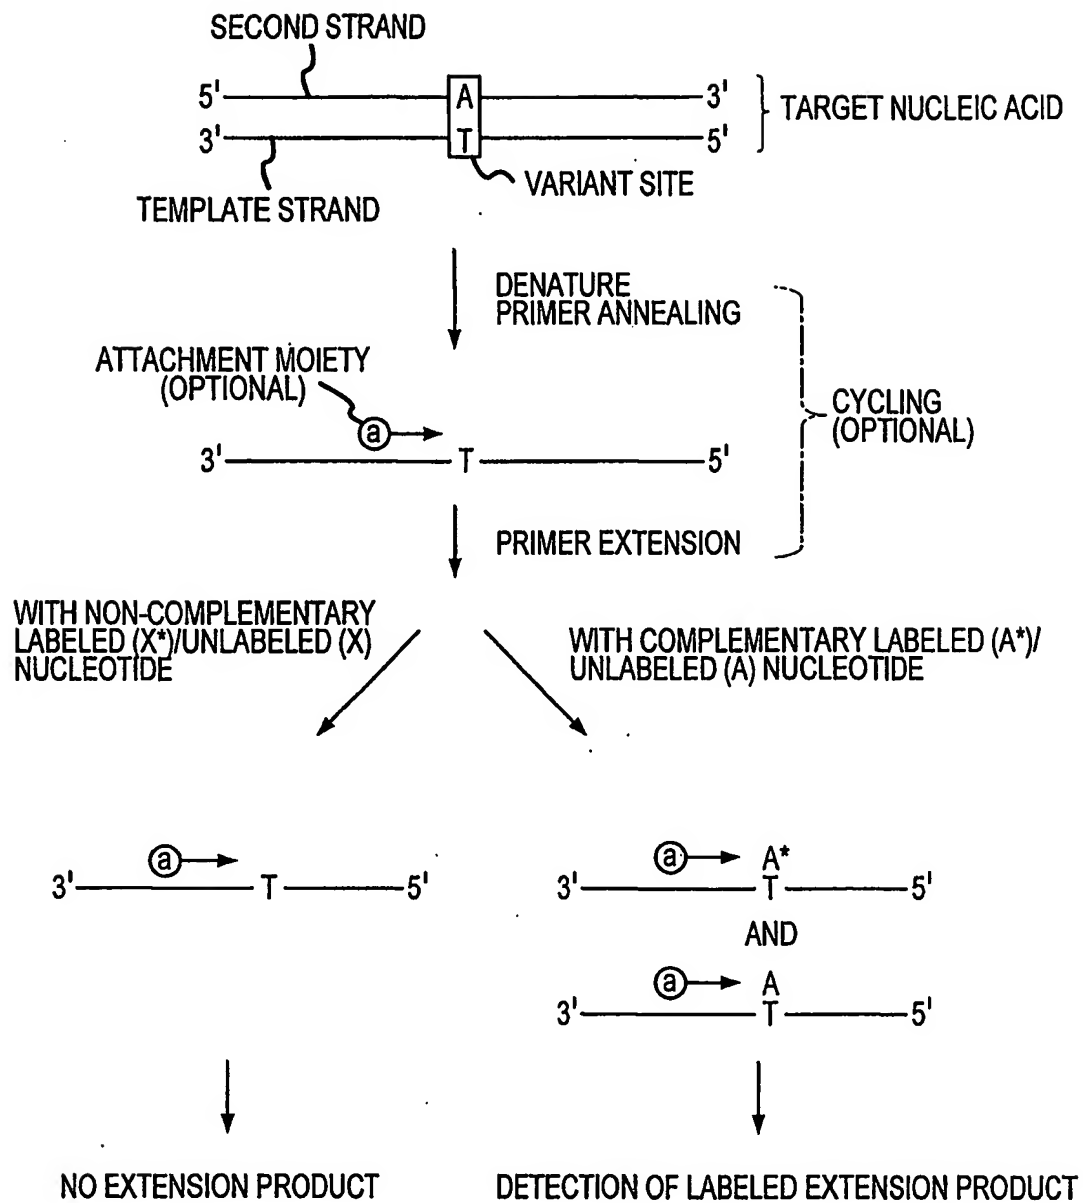 SECOND STRAND
5' A 3'
3' T 5'
TARGET NUCLEIC ACID
VARIANT SITE
TEMPLATE STRAND
DENATURE
PRIMER ANNEALING
ATTACHMENT MOIETY
(OPTIONAL)
a
3' T 5'
CYCLING
(OPTIONAL)
PRIMER EXTENSION
WITH NON-COMPLEMENTARY
LABELED (X*)/UNLABELED (X)
NUCLEOTIDE
WITH COMPLEMENTARY LABELED (A*)/
UNLABELED (A) NUCLEOTIDE
a
3' T 5'
a A*
3' T 5'
AND
a A
3' T 5'
NO EXTENSION PRODUCT
DETECTION OF LABELED EXTENSION PRODUCT